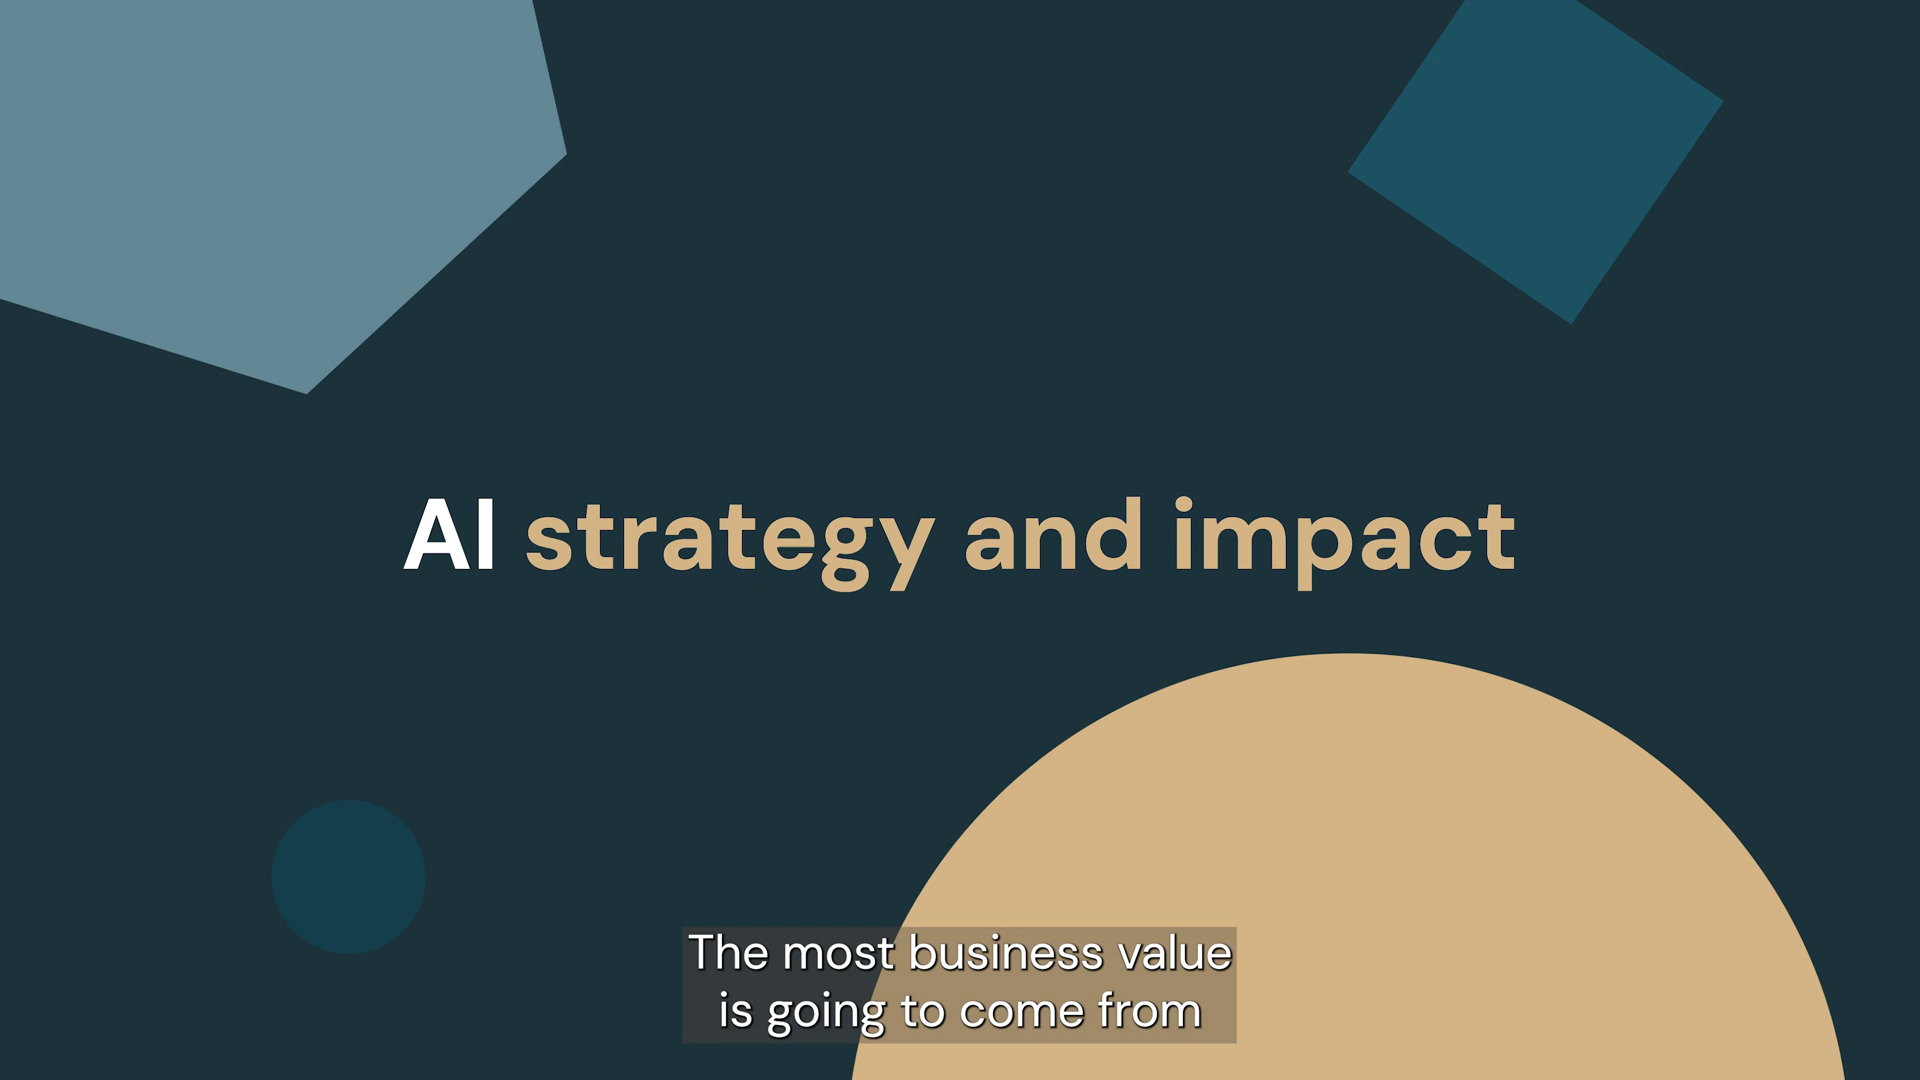 AI strategy and impact
The most business value
is going to come from